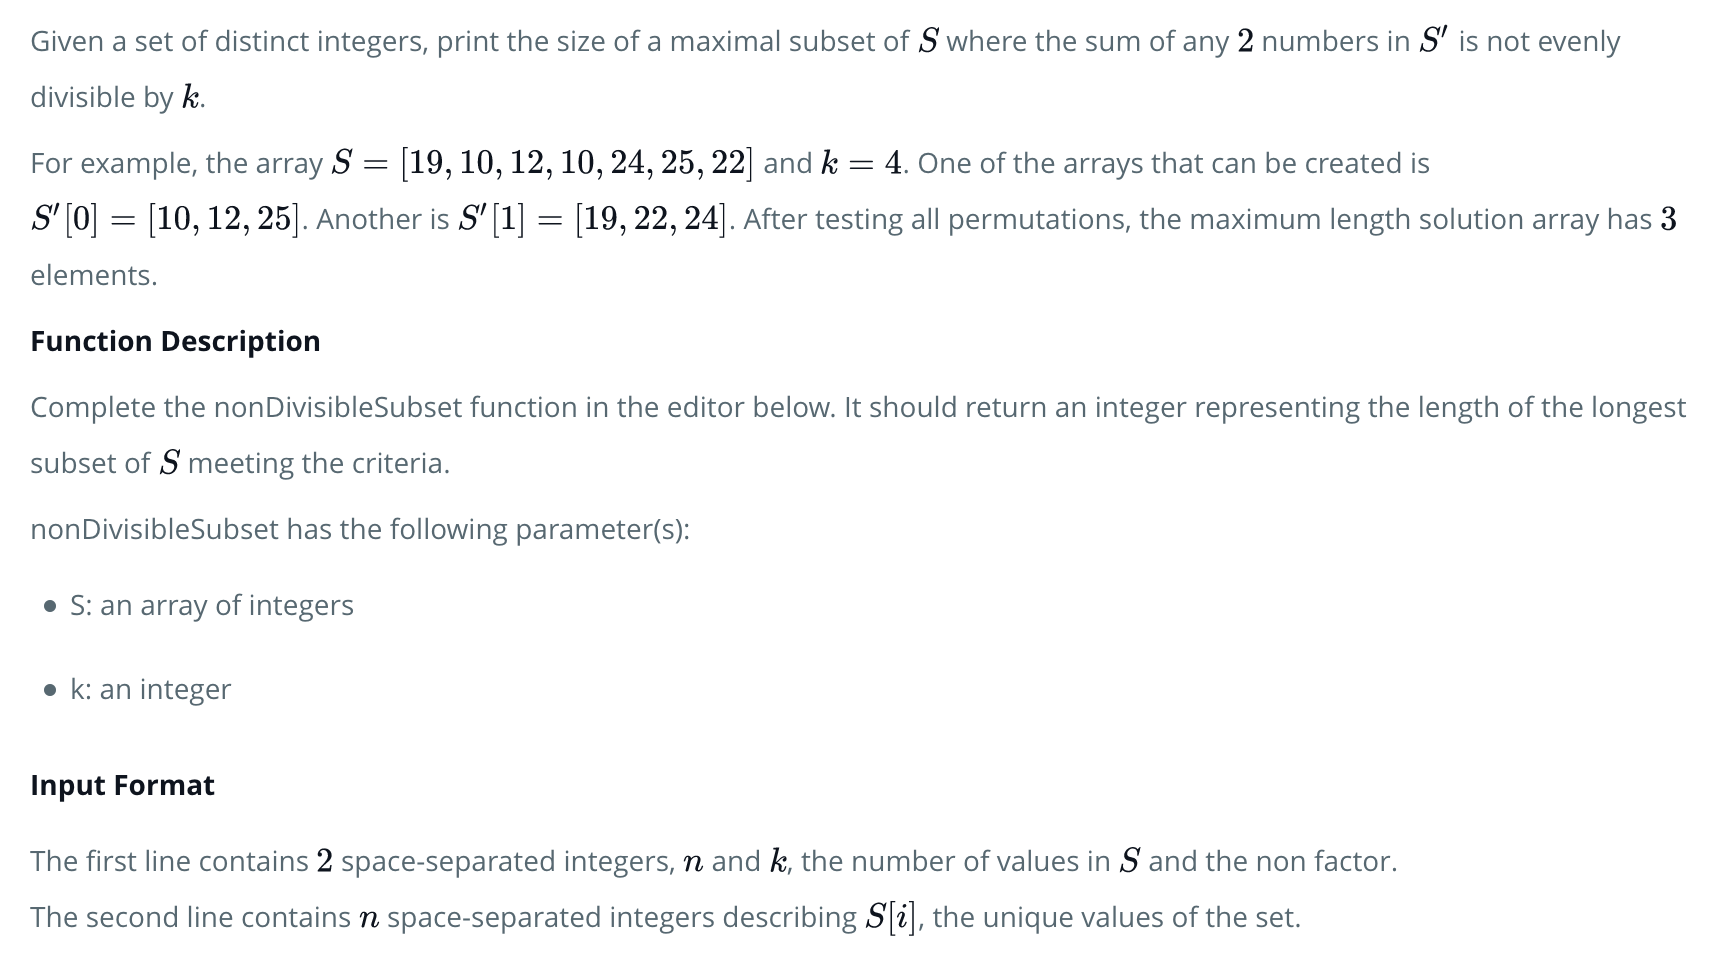 Given a set of distinct integers, print the size of a maximal subset of S where the sum of any 2 numbers in S′ is not evenly
divisible by k.
For example, the array S = [19, 10, 12, 10, 24, 25, 22] and k = 4. One of the arrays that can be created is
S′[0] = [10, 12, 25]. Another is S′[1] = [19, 22, 24]. After testing all permutations, the maximum length solution array has 3
elements.
Function Description
Complete the nonDivisibleSubset function in the editor below. It should return an integer representing the length of the longest
subset of S meeting the criteria.
nonDivisibleSubset has the following parameter(s):
● S: an array of integers
● k: an integer
Input Format
The first line contains 2 space-separated integers, n and k, the number of values in S and the non factor.
The second line contains n space-separated integers describing S[i], the unique values of the set.